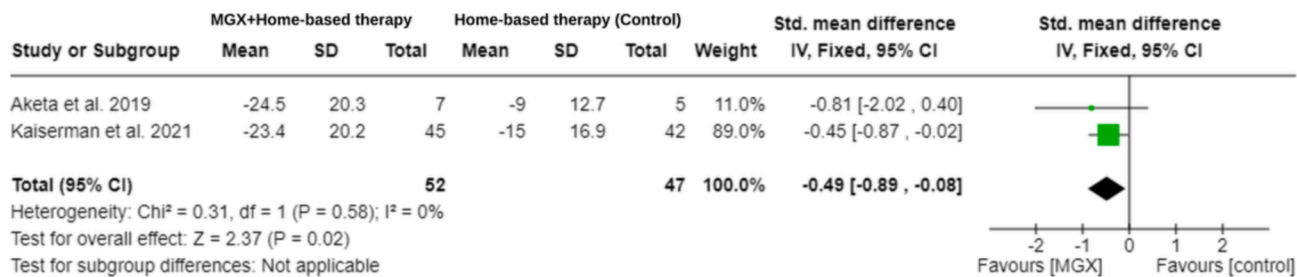 MGX+Home-based therapy Home-based therapy (Control) Std. mean difference Std. mean difference
Study or Subgroup Mean SD Total Mean SD Total Weight IV, Fixed, 95% CI IV, Fixed, 95% CI
Aketa et al. 2019 -24.5 20.3 7 -9 12.7 5 11.0% -0.81 [-2.02 , 0.40]
Kaiserman et al. 2021 -23.4 20.2 45 -15 16.9 42 89.0% -0.45 [-0.87 , -0.02]
Total (95% CI) 52 47 100.0% -0.49 [-0.89 , -0.08]
Heterogeneity: Chi² = 0.31, df = 1 (P = 0.58); I² = 0%
Test for overall effect: Z = 2.37 (P = 0.02)
-2 -1 0 1 2
Test for subgroup differences: Not applicable
Favours [MGX] Favours [control]